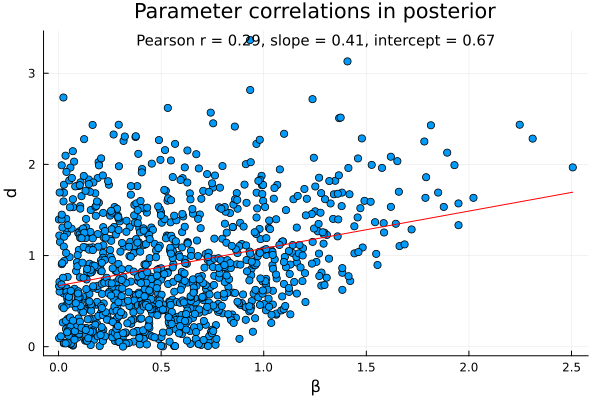 Parameter correlations in posterior
Pearson r = 0.29, slope = 0.41, intercept = 0.67
3
2
d
1
0
0.0 0.5 1.0 1.5 2.0 2.5
β